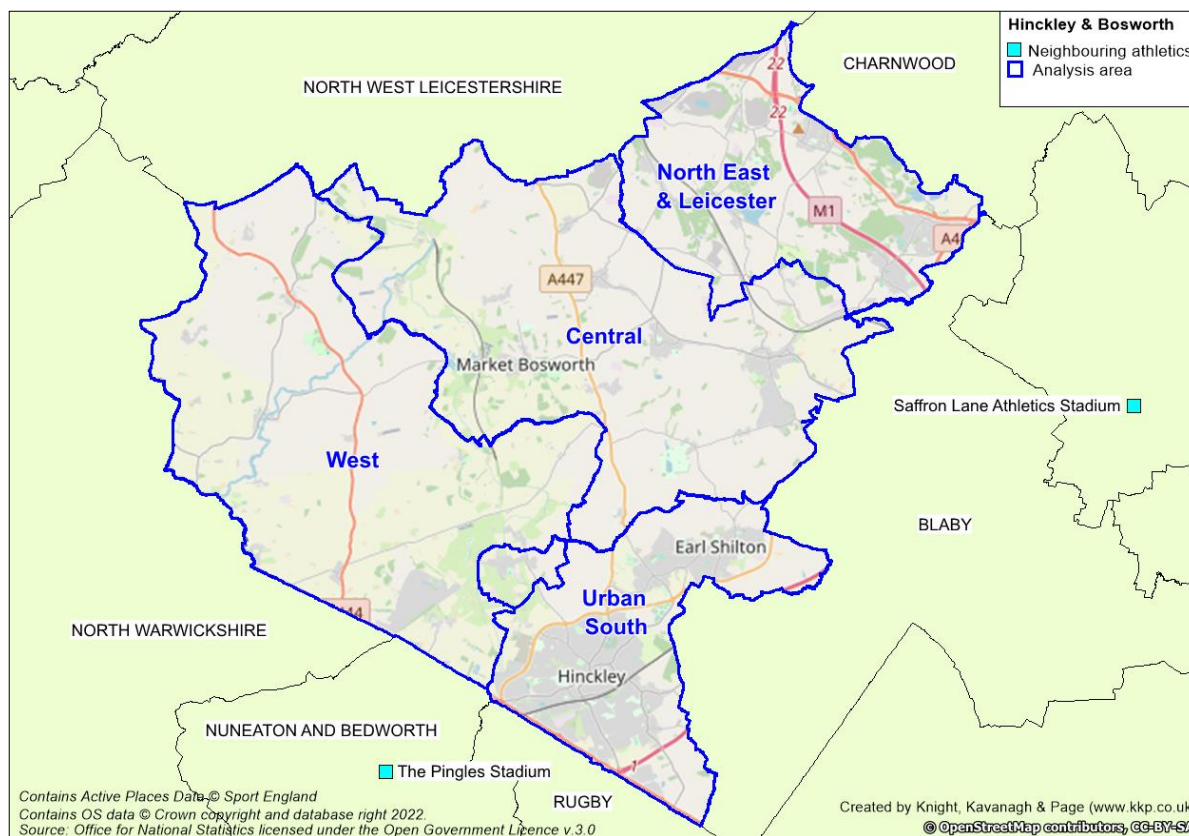 Hinckley & Bosworth
Neighbouring athletics
Analysis area
CHARNWOOD
NORTH WEST LEICESTERSHIRE
22
22
North East
& Leicester
M1
A4
A447
Central
Market Bosworth
Saffron Lane Athletics Stadium
West
BLABY
Earl Shilton
Urban
South
NORTH WARWICKSHIRE
Hinckley
NUNEATON AND BEDWORTH
1
The Pingles Stadium
RUGBY
Contains Active Places Data © Sport England
Contains OS data © Crown copyright and database right 2022.
Source: Office for National Statistics licensed under the Open Government Licence v.3.0
Created by Knight, Kavanagh & Page (www.kkp.co.uk
© OpenStreetMap contributors, CC-BY-SA